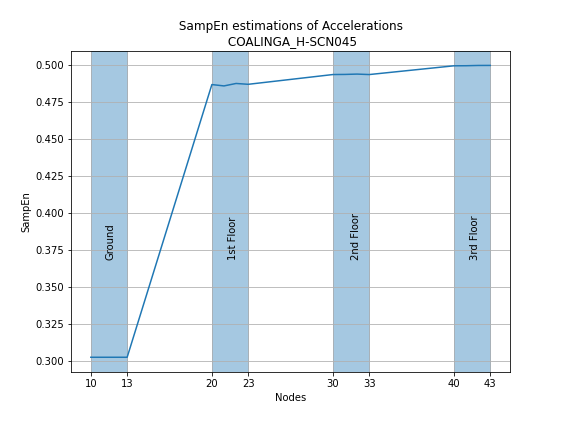 SampEn estimations of Accelerations
COALINGA_H-SCN045
0.500
0.475
0.450
0.425
0.400
0.375
0.350
0.325
0.300
SampEn
Ground
1st Floor
2nd Floor
3rd Floor
10 13 20 23 30 33 40 43
Nodes